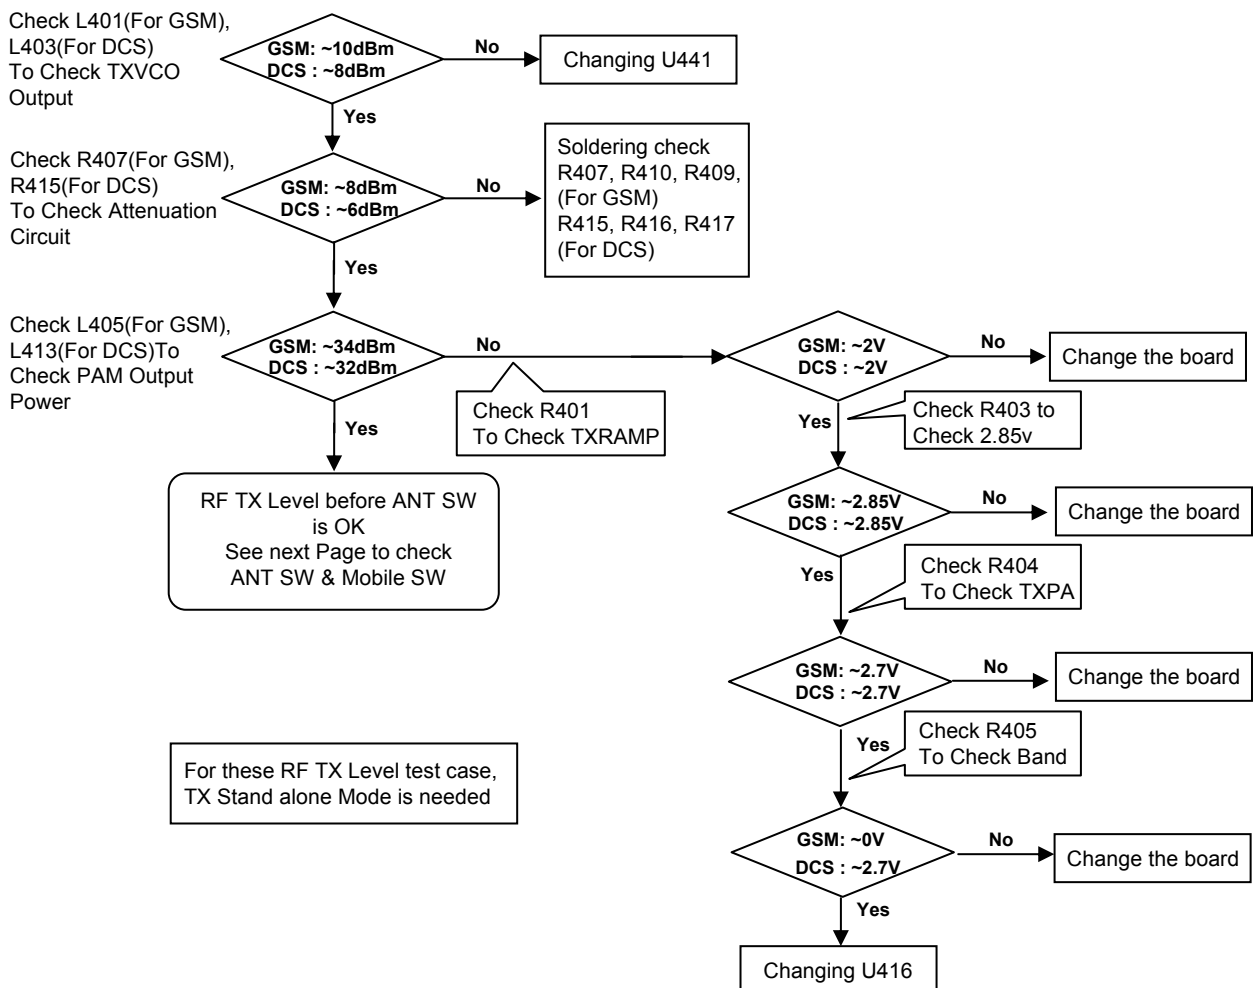 Check L401(For GSM),
L403(For DCS)
To Check TXVCO
Output
GSM: ~10dBm
DCS : ~8dBm
No
Changing U441
Yes
Check R407(For GSM),
R415(For DCS)
To Check Attenuation
Circuit
GSM: ~8dBm
DCS : ~6dBm
No
Soldering check
R407, R410, R409,
(For GSM)
R415, R416, R417
(For DCS)
Yes
Check L405(For GSM),
L413(For DCS)To
Check PAM Output
Power
GSM: ~34dBm
DCS : ~32dBm
No
Check R401
To Check TXRAMP
GSM: ~2V
DCS : ~2V
No
Change the board
Yes
RF TX Level before ANT SW
is OK
See next Page to check
ANT SW & Mobile SW
Yes
Check R403 to
Check 2.85v
GSM: ~2.85V
DCS : ~2.85V
No
Change the board
Yes
Check R404
To Check TXPA
GSM: ~2.7V
DCS : ~2.7V
No
Change the board
Yes
Check R405
To Check Band
For these RF TX Level test case,
TX Stand alone Mode is needed
GSM: ~0V
DCS : ~2.7V
No
Change the board
Yes
Changing U416